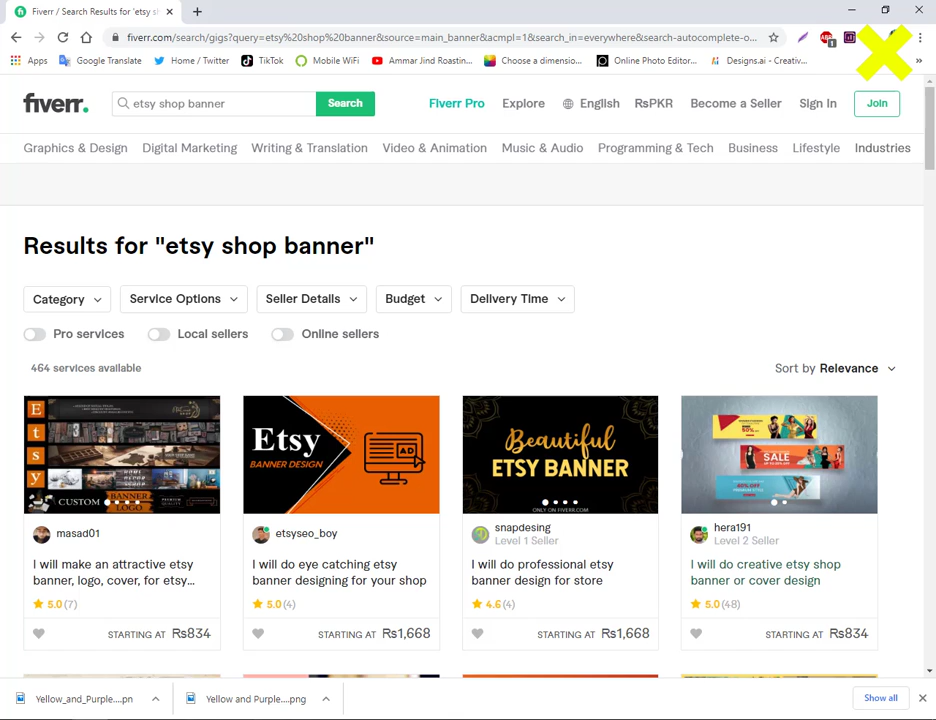 Fiverr / Search Results for 'etsy sh
fiverr.com/search/gigs?query=etsy%20shop%20banner&source=main_banner&acmpl=1&search_in=everywhere&search-autocomplete-o...
Apps Google Translate Home / Twitter TikTok Mobile WiFi Ammar Jind Roastin... Choose a dimensio... Online Photo Editor... Designs.ai - Creativ... »
fiverr. etsy shop banner Search Fiverr Pro Explore English RsPKR Become a Seller Sign In Join
Graphics & Design Digital Marketing Writing & Translation Video & Animation Music & Audio Programming & Tech Business Lifestyle Industries
Results for "etsy shop banner"
Category Service Options Seller Details Budget Delivery Time
Pro services Local sellers Online sellers
464 services available Sort by Relevance
E
t
s
y
CUSTOM BANNER LOGO
Etsy
BANNER DESIGN
AD
Beautiful
ETSY BANNER
ONLY ON FIVERR.COM
50%
SALE
masad01
I will make an attractive etsy
banner, logo, cover, for etsy...
5.0 (7)
STARTING AT Rs834
etsyseo_boy
I will do eye catching etsy
banner designing for your shop
5.0 (4)
STARTING AT Rs1,668
snapdesing
Level 1 Seller
I will do professional etsy
banner design for store
4.6 (4)
STARTING AT Rs1,668
hera191
Level 2 Seller
I will do creative etsy shop
banner or cover design
5.0 (48)
STARTING AT Rs834
Yellow_and_Purple....pn Yellow and Purple....png Show all